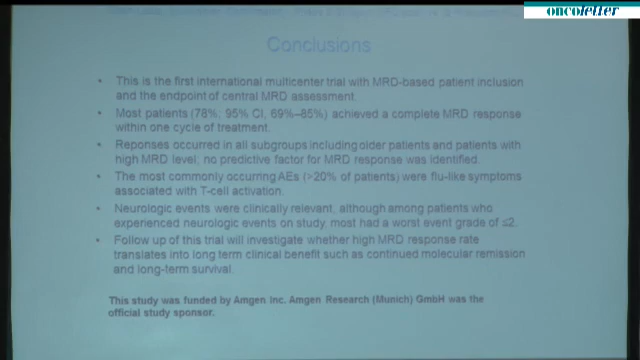 oncoletter
Conclusions
• This is the first international multicenter trial with MRD-based patient inclusion
and the endpoint of central MRD assessment.
• Most patients (78%; 95% CI, 69%–85%) achieved a complete MRD response
within one cycle of treatment.
• Reponses occurred in all subgroups including older patients and patients with
high MRD level; no predictive factor for MRD response was identified.
• The most commonly occurring AEs (>20% of patients) were flu-like symptoms
associated with T-cell activation.
• Neurologic events were clinically relevant, although among patients who
experienced neurologic events on study, most had a worst event grade of ≤2.
• Follow up of this trial will investigate whether high MRD response rate
translates into long term clinical benefit such as continued molecular remission
and long-term survival.
This study was funded by Amgen Inc. Amgen Research (Munich) GmbH was the
official study sponsor.